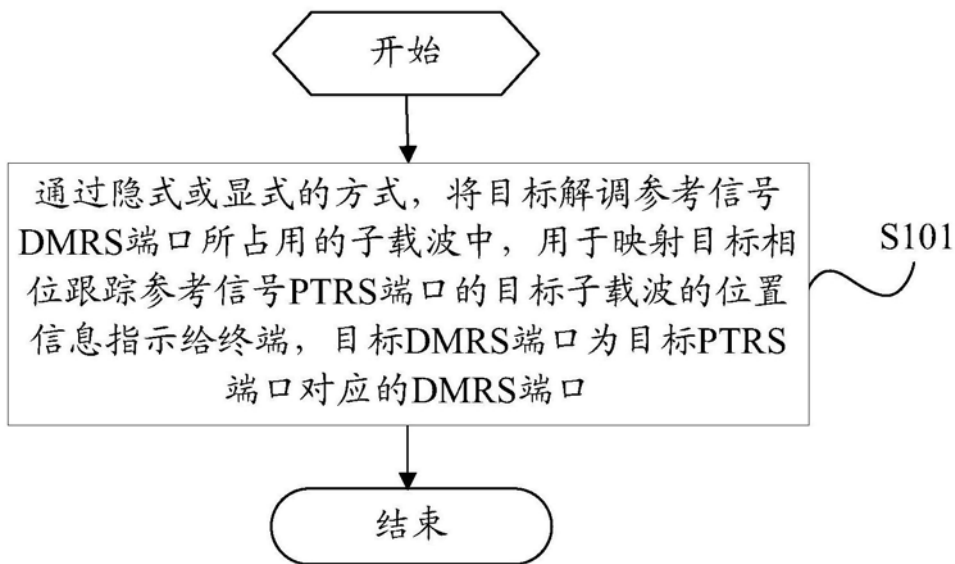 开始
通过隐式或显式的方式，将目标解调参考信号
DMRS端口所占用的子载波中，用于映射目标相
位跟踪参考信号PTRS端口的目标子载波的位置
信息指示给终端，目标DMRS端口为目标PTRS
端口对应的DMRS端口
S101
结束